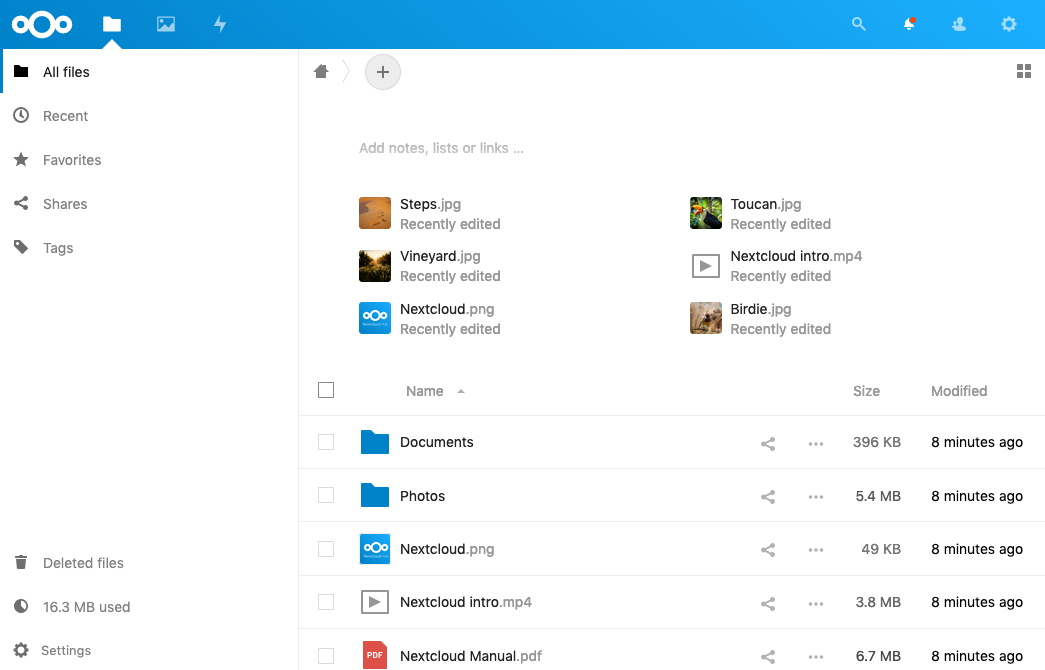 All files
Recent
Favorites
Shares
Tags
Deleted files
16.3 MB used
Settings
Add notes, lists or links ...
Steps.jpg
Recently edited
Toucan.jpg
Recently edited
Vineyard.jpg
Recently edited
Nextcloud intro.mp4
Recently edited
Nextcloud.png
Recently edited
Birdie.jpg
Recently edited
Name Size Modified
Documents 396 KB 8 minutes ago
Photos 5.4 MB 8 minutes ago
Nextcloud.png 49 KB 8 minutes ago
Nextcloud intro.mp4 3.8 MB 8 minutes ago
PDF Nextcloud Manual.pdf 6.7 MB 8 minutes ago